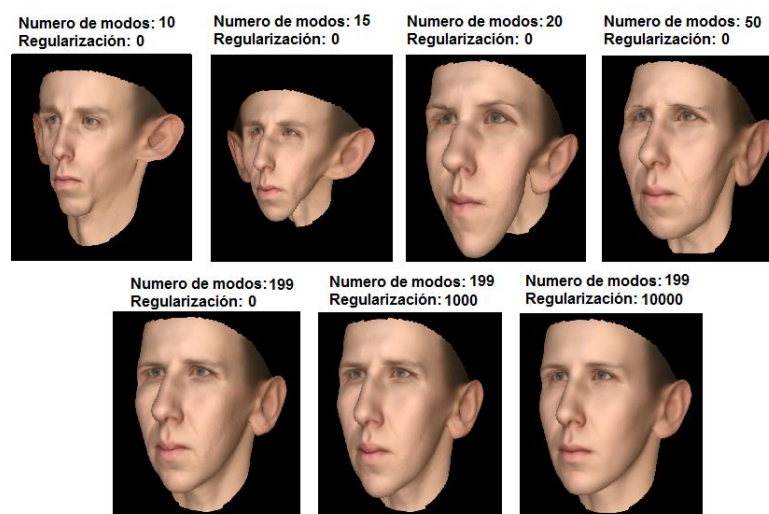 Numero de modos: 10
Regularización: 0
Numero de modos: 15
Regularización: 0
Numero de modos: 20
Regularización: 0
Numero de modos: 50
Regularización: 0
Numero de modos: 199
Regularización: 0
Numero de modos: 199
Regularización: 1000
Numero de modos: 199
Regularización: 10000